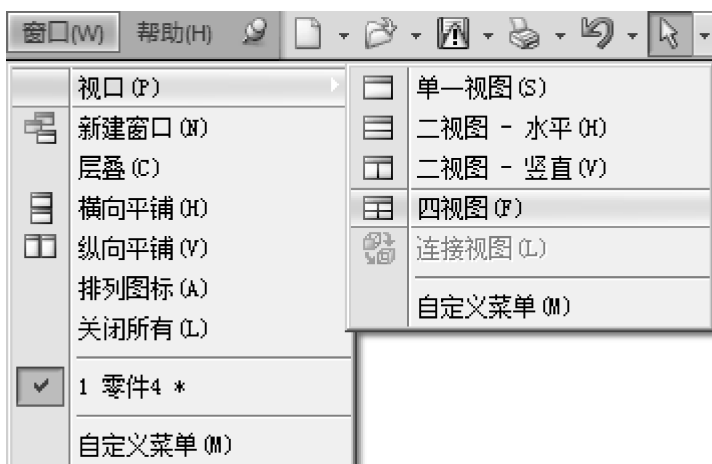 窗口(W) 帮助(H)
视口(P)
新建窗口(N)
层叠(C)
横向平铺(H)
纵向平铺(V)
排列图标(A)
关闭所有(L)
1 零件4 *
自定义菜单(M)
单一视图(S)
二视图 - 水平(H)
二视图 - 竖直(V)
四视图(F)
连接视图(L)
自定义菜单(M)